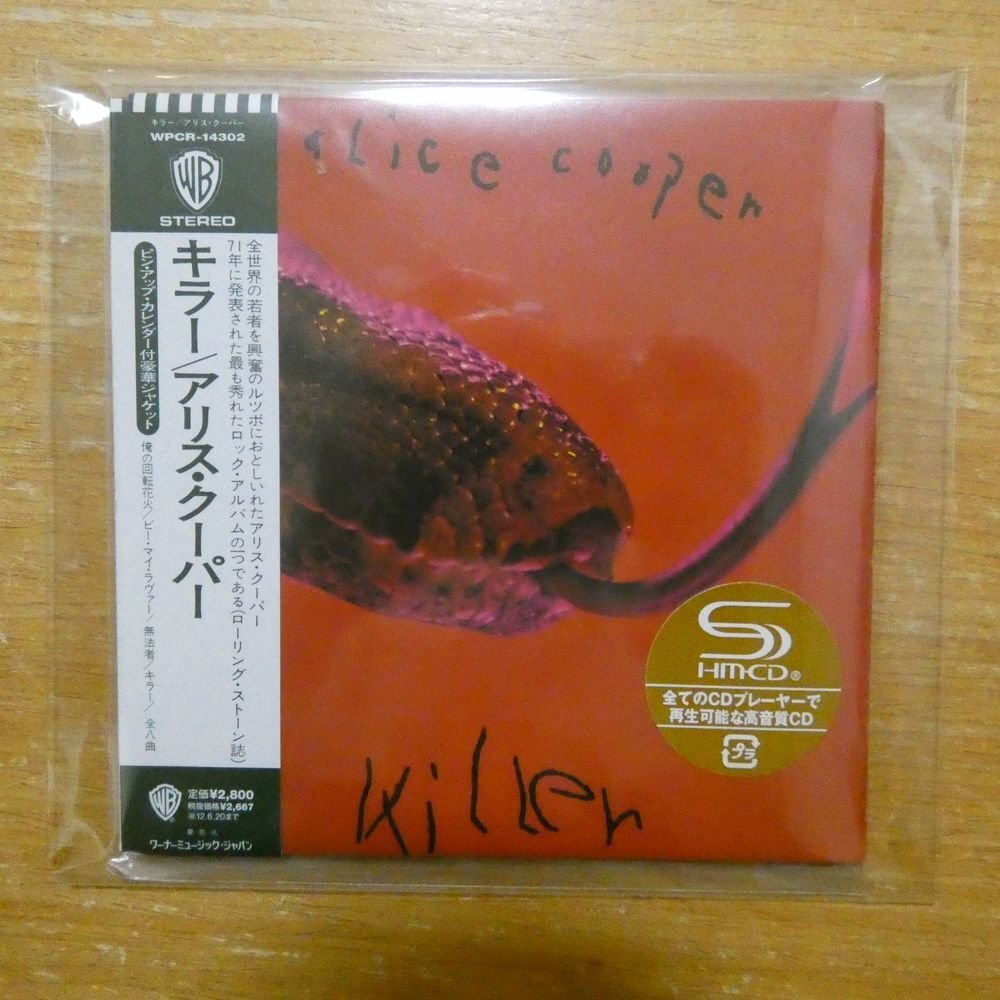 キラー/アリス・クーパー
WPCR-14302
WB
STEREO
全世界の若者を興奮のルツボにおとしいれたアリス・クーパー
71年に発表された最も秀れたロック・アルバムの一つである(ローリング・ストーン誌)
キラー/アリス・クーパー
ピン・アップ・カレンダー付豪華ジャケット
俺の回転花火/ビー・マイ・ラヴァー/無法者/キラー/全八曲
WB
定価¥2,800
税抜価格¥2,667
12.6.20まで
発売元
ワーナーミュージック・ジャパン
alice cooper
killer
SHM-CD®
全てのCDプレーヤーで
再生可能な高音質CD
プラ